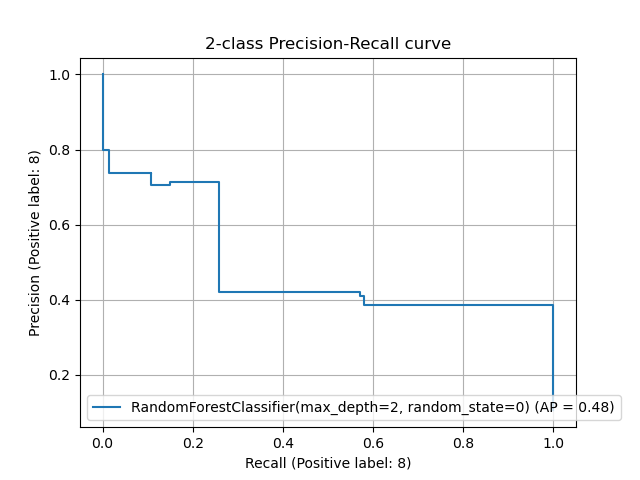 2-class Precision-Recall curve
Precision (Positive label: 8)
1.0
0.8
0.6
0.4
0.2
RandomForestClassifier(max_depth=2, random_state=0) (AP = 0.48)
0.0 0.2 0.4 0.6 0.8 1.0
Recall (Positive label: 8)